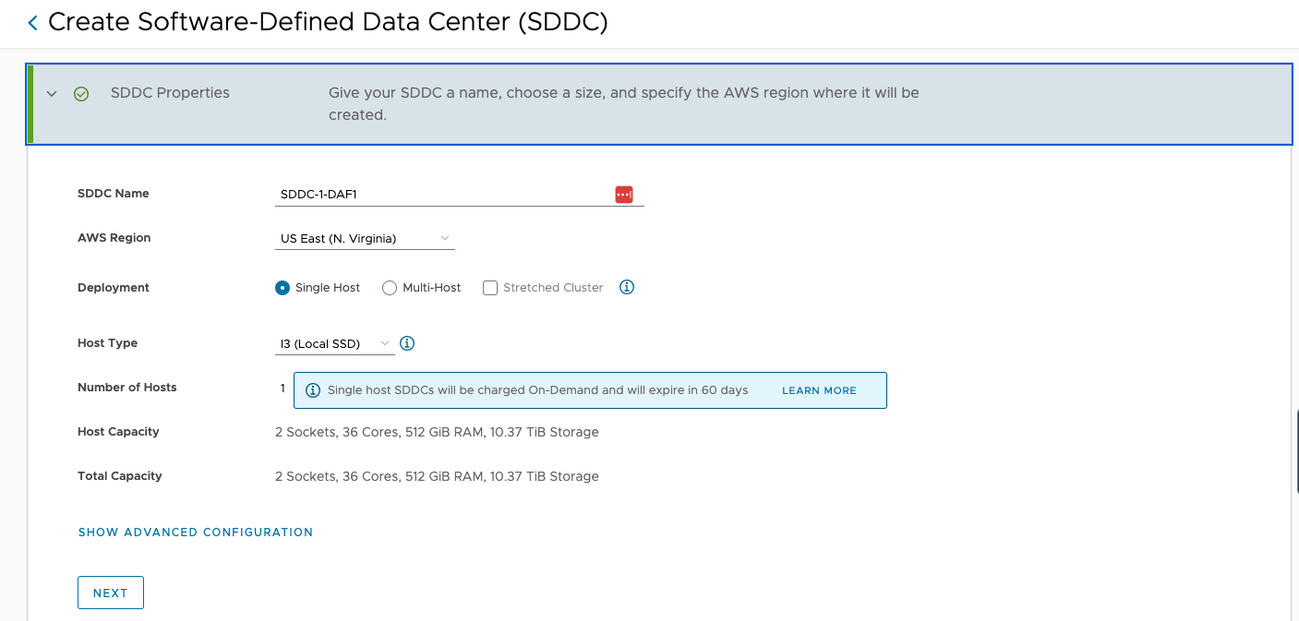 Create Software-Defined Data Center (SDDC)
SDDC Properties
Give your SDDC a name, choose a size, and specify the AWS region where it will be
created.
SDDC Name SDDC-1-DAF1
AWS Region US East (N. Virginia)
Deployment Single Host Multi-Host Stretched Cluster
Host Type I3 (Local SSD)
Number of Hosts 1 Single host SDDCs will be charged On-Demand and will expire in 60 days LEARN MORE
Host Capacity 2 Sockets, 36 Cores, 512 GiB RAM, 10.37 TiB Storage
Total Capacity 2 Sockets, 36 Cores, 512 GiB RAM, 10.37 TiB Storage
SHOW ADVANCED CONFIGURATION
NEXT